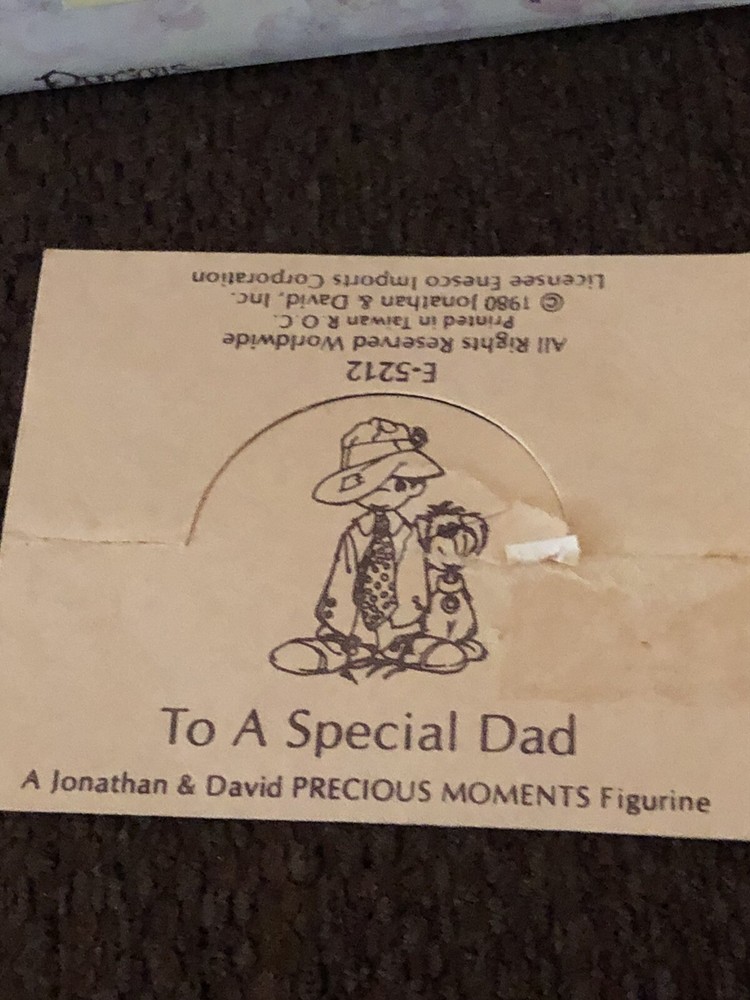 Licensee Enesco Imports Corporation
© 1980 Jonathan & David, Inc.
Printed in Taiwan R.O.C.
All Rights Reserved Worldwide
E-5212
To A Special Dad
A Jonathan & David PRECIOUS MOMENTS Figurine